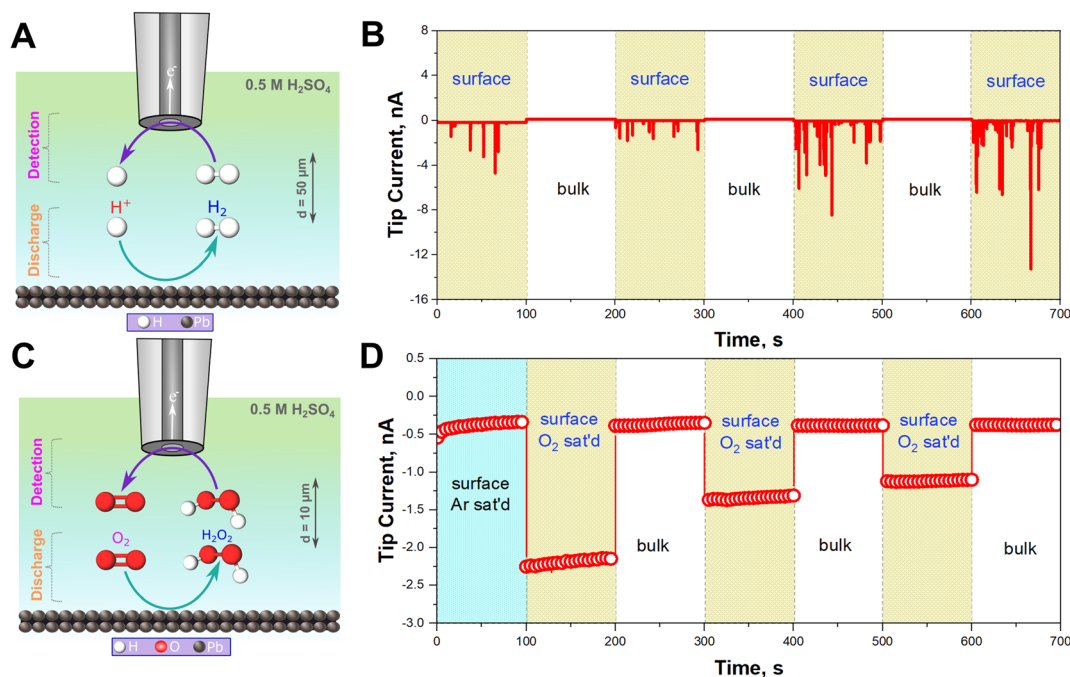 A
e⁻
0.5 M H₂SO₄
Detection
H⁺
H₂
d = 50 μm
Discharge
H
Pb
B
Tip Current, nA
8
4
0
-4
-8
-12
-16
surface
surface
surface
surface
bulk
bulk
bulk
0
100
200
300
400
500
600
700
Time, s
C
e⁻
0.5 M H₂SO₄
Detection
O₂
H₂O₂
d = 10 μm
Discharge
H
O
Pb
D
Tip Current, nA
0.5
0.0
-0.5
-1.0
-1.5
-2.0
-2.5
-3.0
surface
Ar sat'd
surface
O₂ sat'd
bulk
surface
O₂ sat'd
bulk
surface
O₂ sat'd
bulk
0
100
200
300
400
500
600
700
Time, s